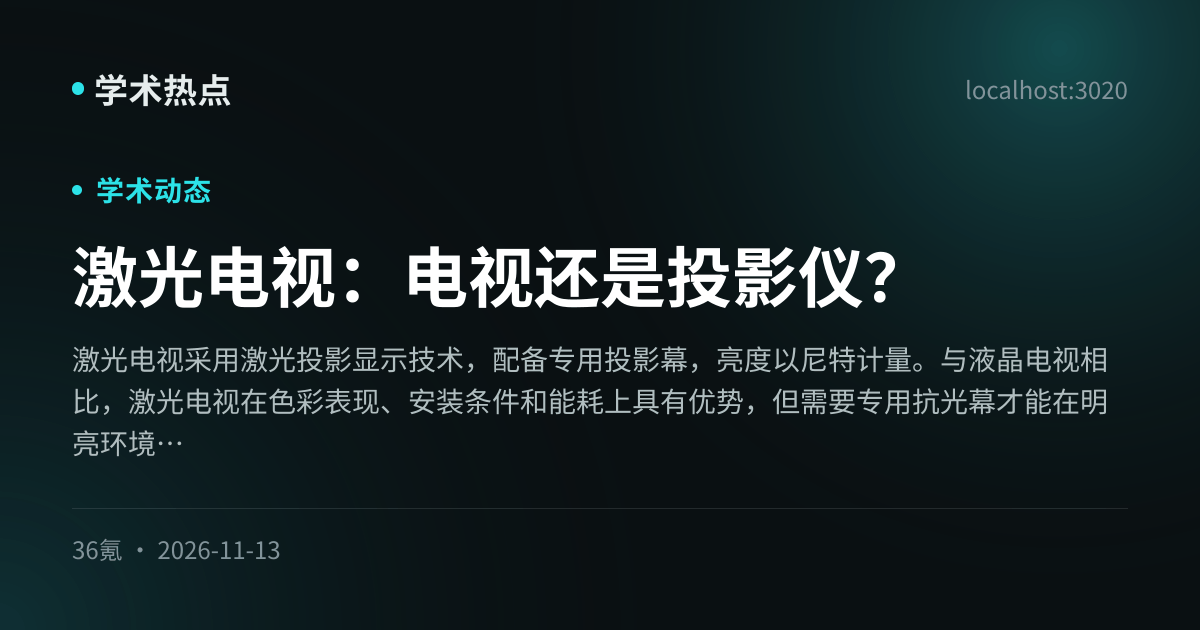 学术热点
localhost:3020
学术动态
激光电视：电视还是投影仪？
激光电视采用激光投影显示技术，配备专用投影幕，亮度以尼特计量。与液晶电视相
比，激光电视在色彩表现、安装条件和能耗上具有优势，但需要专用抗光幕才能在明
亮环境…
36氪 · 2026-11-13